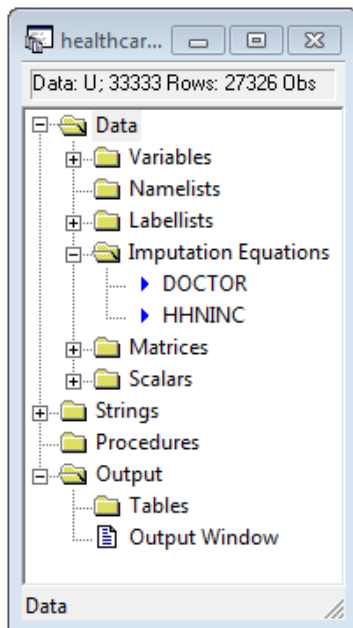 healthcar...
Data: U; 33333 Rows: 27326 Obs
Data
Variables
Namelists
Labellists
Imputation Equations
DOCTOR
HHNINC
Matrices
Scalars
Strings
Procedures
Output
Tables
Output Window
Data